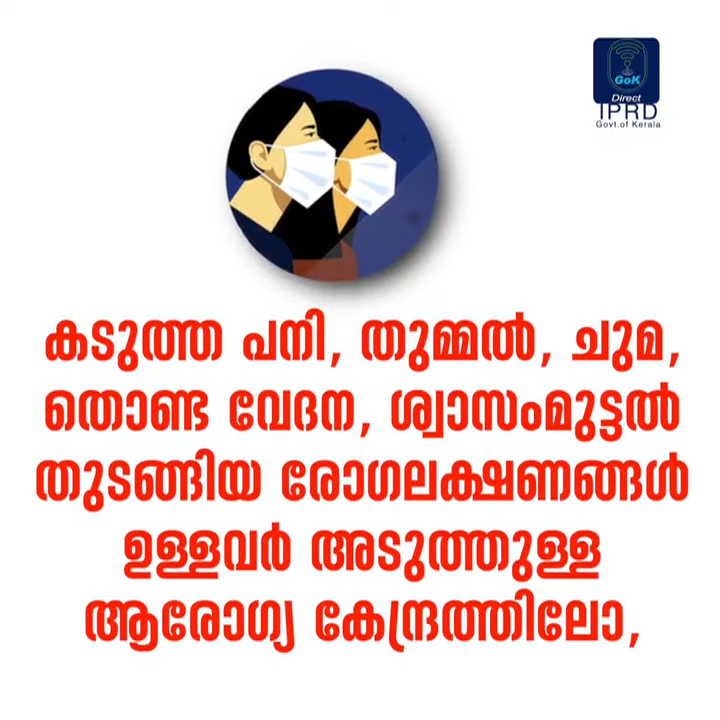 GoK
Direct
IPRD
Govt.of Kerala
കടുത്ത പനി, തുമ്മൽ, ചുമ,
തൊണ്ട വേദന, ശ്വാസംമുട്ടൽ
തുടങ്ങിയ രോഗലക്ഷണങ്ങൾ
ഉള്ളവർ അടുത്തുള്ള
ആരോഗ്യ കേന്ദ്രത്തിലോ,